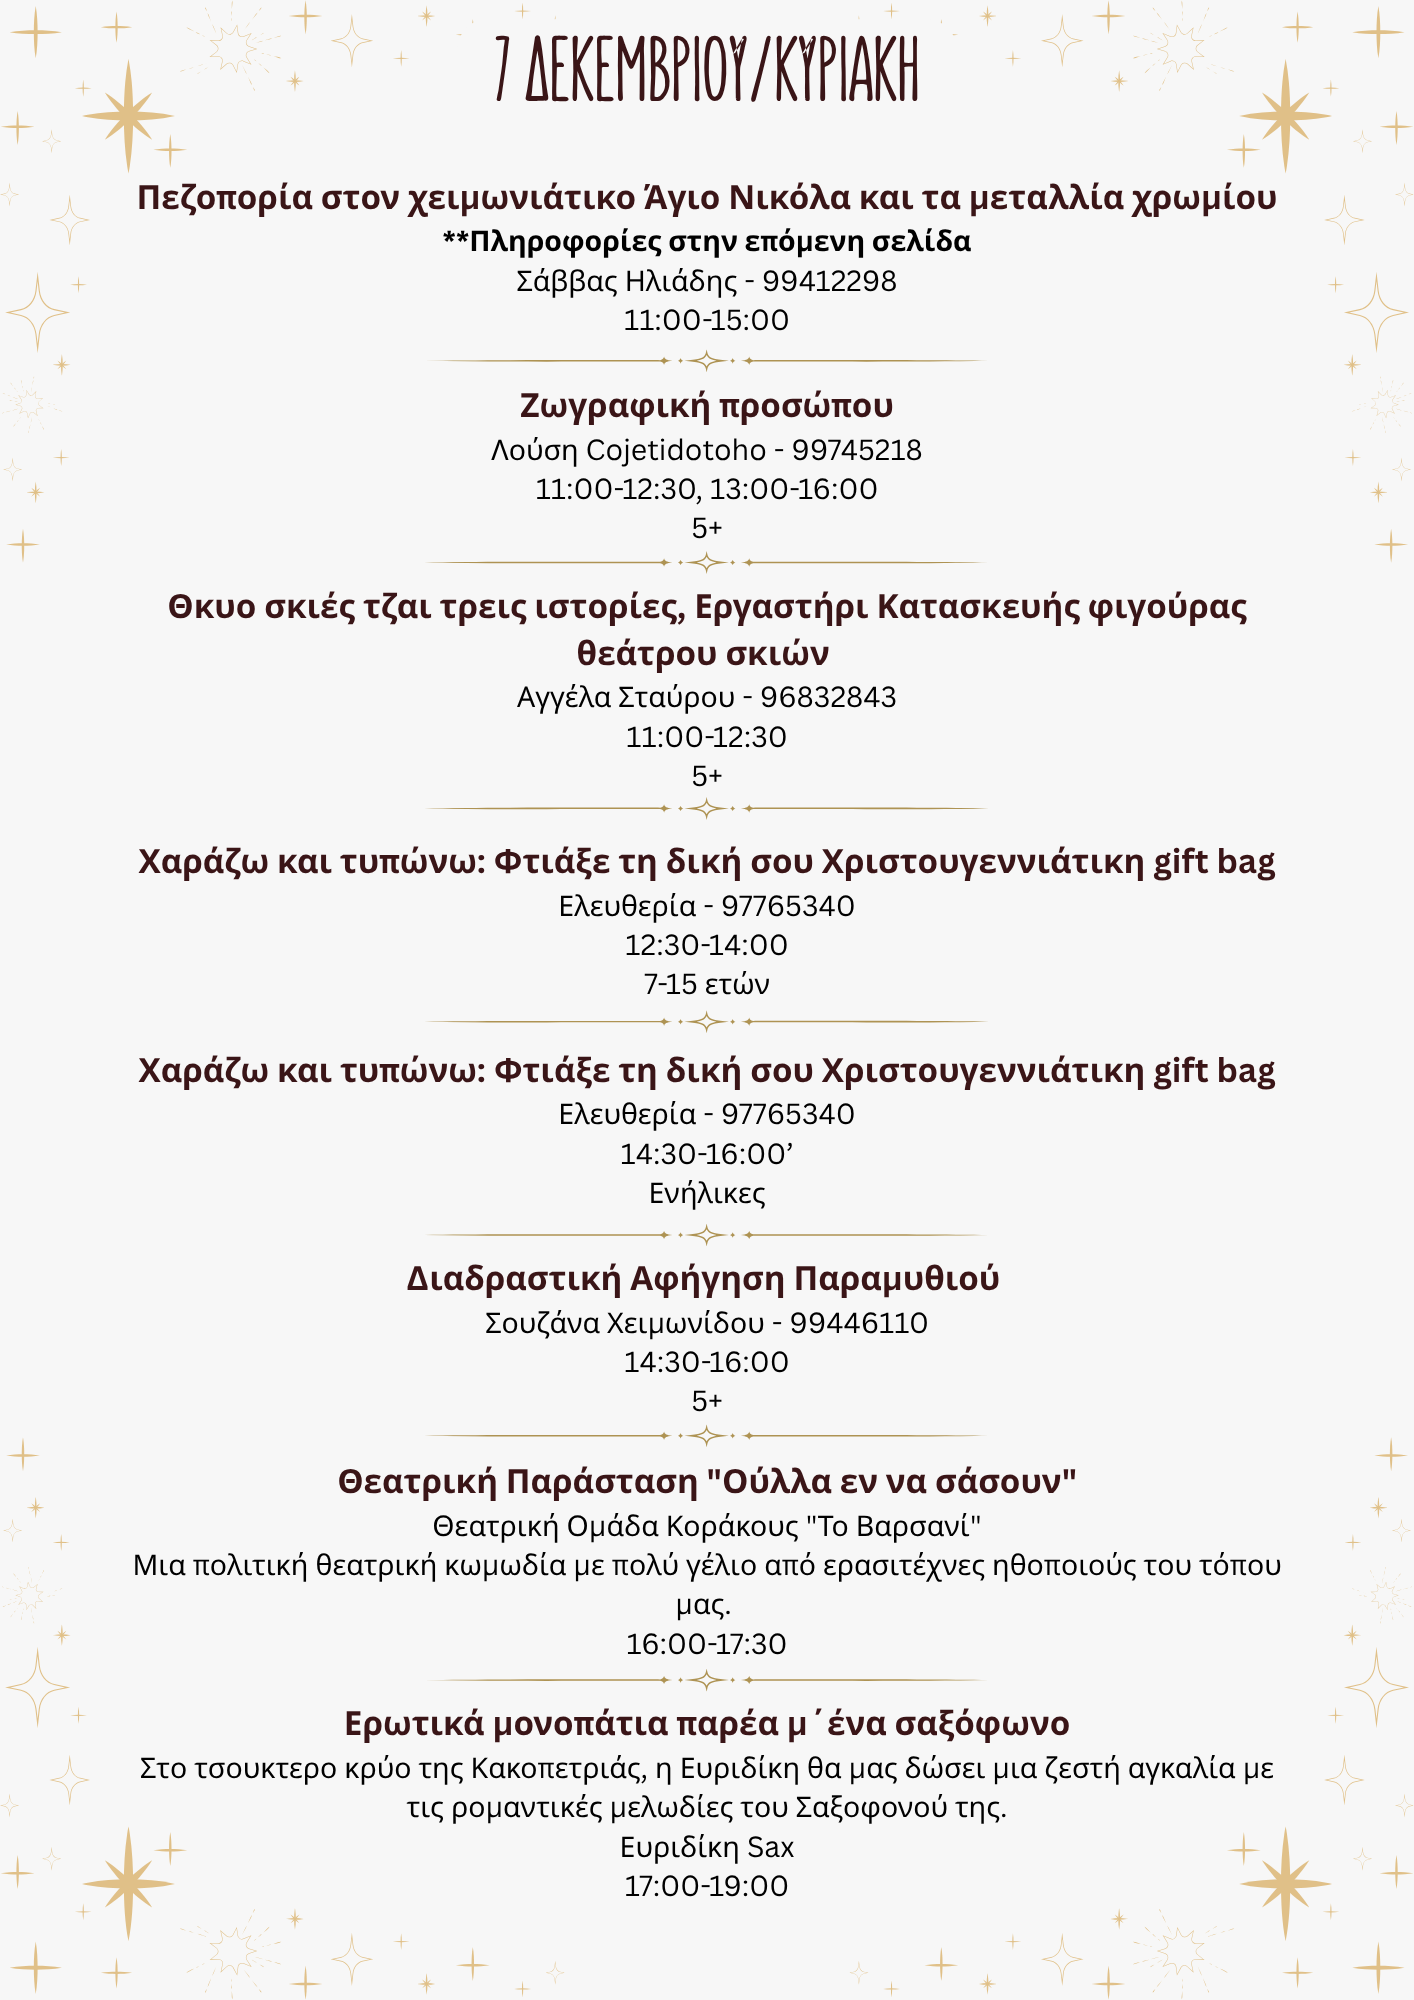 7 ΔΕΚΕΜΒΡΙΟΥ/ΚΥΡΙΑΚΗ
Πεζοπορία στον χειμωνιάτικο Άγιο Νικόλα και τα μεταλλία χρωμίου
**Πληροφορίες στην επόμενη σελίδα
Σάββας Ηλιάδης - 99412298
11:00-15:00
Ζωγραφική προσώπου
Λούση Cojetidotoho - 99745218
11:00-12:30, 13:00-16:00
5+
Θκυο σκιές τζαι τρεις ιστορίες, Εργαστήρι Κατασκευής φιγούρας
θεάτρου σκιών
Αγγέλα Σταύρου - 96832843
11:00-12:30
5+
Χαράζω και τυπώνω: Φτιάξε τη δική σου Χριστουγεννιάτικη gift bag
Ελευθερία - 97765340
12:30-14:00
7-15 ετών
Χαράζω και τυπώνω: Φτιάξε τη δική σου Χριστουγεννιάτικη gift bag
Ελευθερία - 97765340
14:30-16:00’
Ενήλικες
Διαδραστική Αφήγηση Παραμυθιού
Σουζάνα Χειμωνίδου - 99446110
14:30-16:00
5+
Θεατρική Παράσταση "Ούλλα εν να σάσουν"
Θεατρική Ομάδα Κοράκους "Το Βαρσανί"
Μια πολιτική θεατρική κωμωδία με πολύ γέλιο από ερασιτέχνες ηθοποιούς του τόπου
μας.
16:00-17:30
Ερωτικά μονοπάτια παρέα μ ΄ένα σαξόφωνο
Στο τσουκτερο κρύο της Κακοπετριάς, η Ευριδίκη θα μας δώσει μια ζεστή αγκαλία με
τις ρομαντικές μελωδίες του Σαξοφονού της.
Ευριδίκη Sax
17:00-19:00